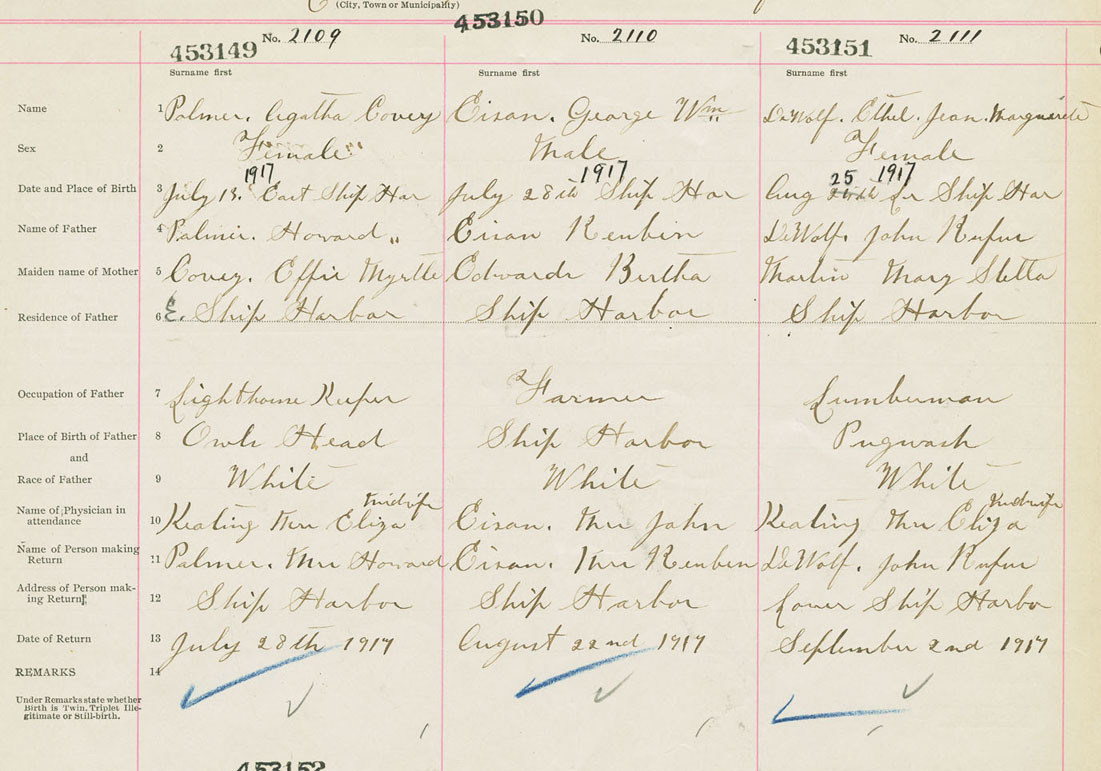 (City, Town or Municipality)
453149 No. 2109 453150 No. 2110 453151 No. 2111
Surname first Surname first Surname first
Name 1 Palmer. Agatha Covey Eisan. George Wm DeWolf. Ethel. Jean. Marguerete
Sex 2 Female " Male Female
1917 1917 25 1917
Date and Place of Birth 3 July 13. East Ship Har July 28th Ship Har Aug Lr Ship Har
Name of Father 4 Palmer. Howard " Eisan Reuben DeWolf. John Rufus
Maiden name of Mother 5 Covey. Effie Myrtle Edwards Bertha Martin Mary Stella
Residence of Father 6 E. Ship Harbor Ship Harbor Ship Harbor
Occupation of Father 7 Lighthouse Keeper Farmer Lumberman
Place of Birth of Father 8 Owls Head Ship Harbor Pugwash
and
Race of Father 9 White White White
midwife Midwife
Name of Physician in
attendance 10 Keating Mrs Eliza Eisan. Mrs John Keating Mrs Eliza
Name of Person making
Return 11 Palmer. Mrs Howard Eisan. Mrs Reuben DeWolf. John Rufus
Address of Person mak-
ing Return 12 Ship Harbor Ship Harbor Lower Ship Harbor
Date of Return 13 July 28th 1917 August 22nd 1917 September 2nd 1917
REMARKS 14
Under Remarks state whether
Birth is Twin, Triplet Ille-
gitimate or Still-birth.
453152